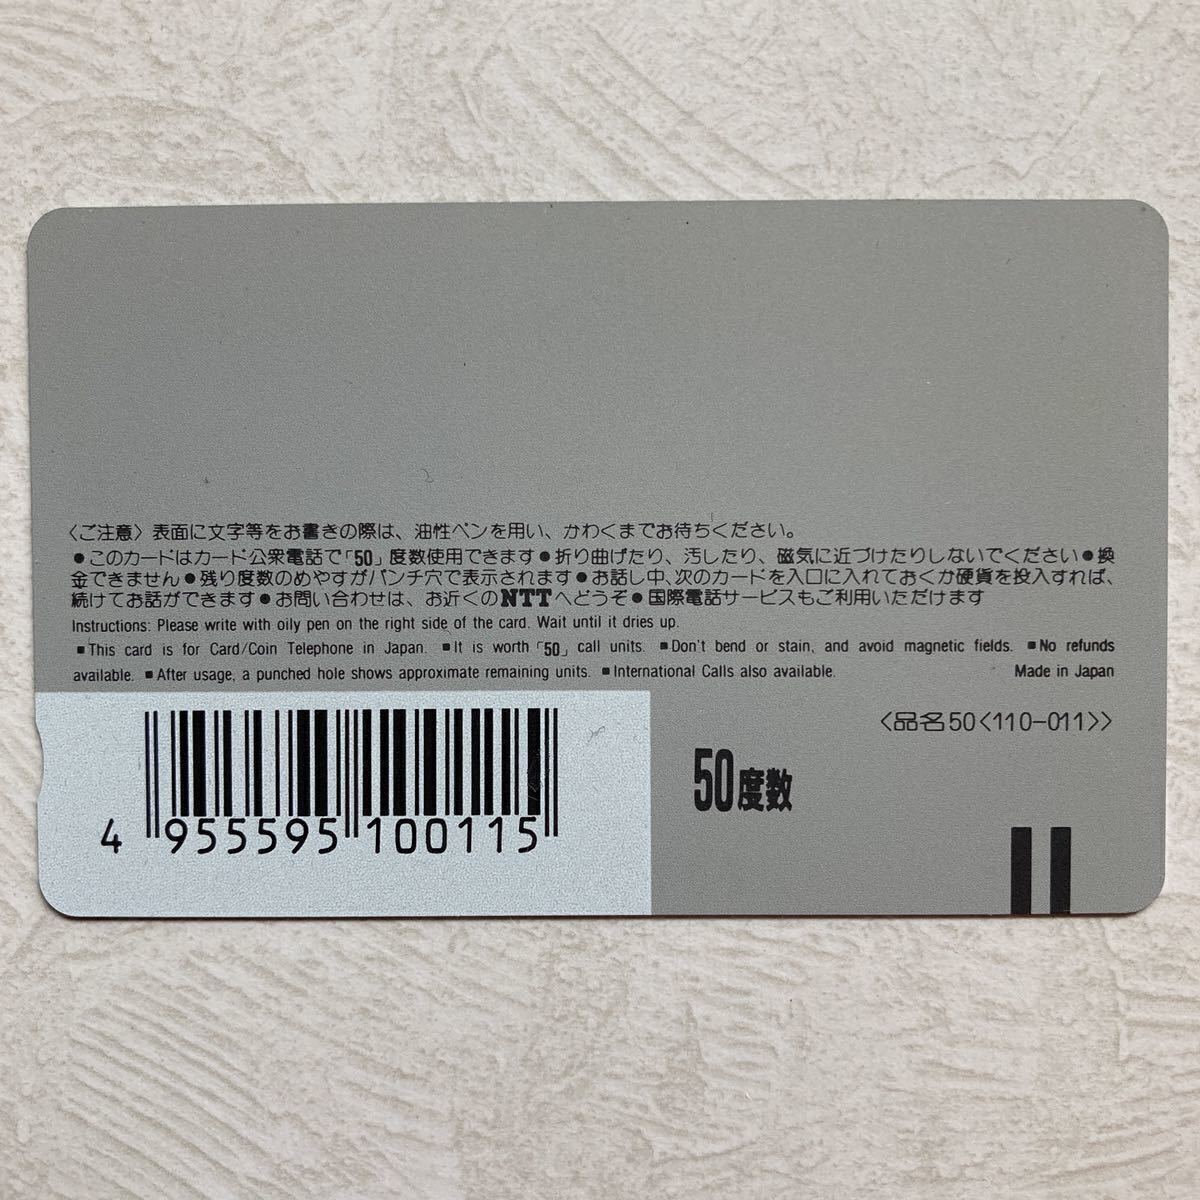 〈ご注意〉表面に文字等をお書きの際は、油性ペンを用い、かわくまでお待ちください。
●このカードはカード公衆電話で「50」度数使用できます●折り曲げたり、汚したり、磁気に近づけたりしないでください●換
金できません●残り度数のめやすがパンチ穴で表示されます●お話し中、次のカードを入口に入れておくか硬貨を投入すれば、
続けてお話ができます●お問い合わせは、お近くのNTTへどうぞ●国際電話サービスもご利用いただけます
Instructions: Please write with oily pen on the right side of the card. Wait until it dries up.
■This card is for Card/Coin Telephone in Japan. ■It is worth「50」call units. ■Don't bend or stain, and avoid magnetic fields. ■No refunds
available. ■After usage, a punched hole shows approximate remaining units. ■International Calls also available. Made in Japan
〈品名50〈110-011〉〉
50度数
4 955595 100115